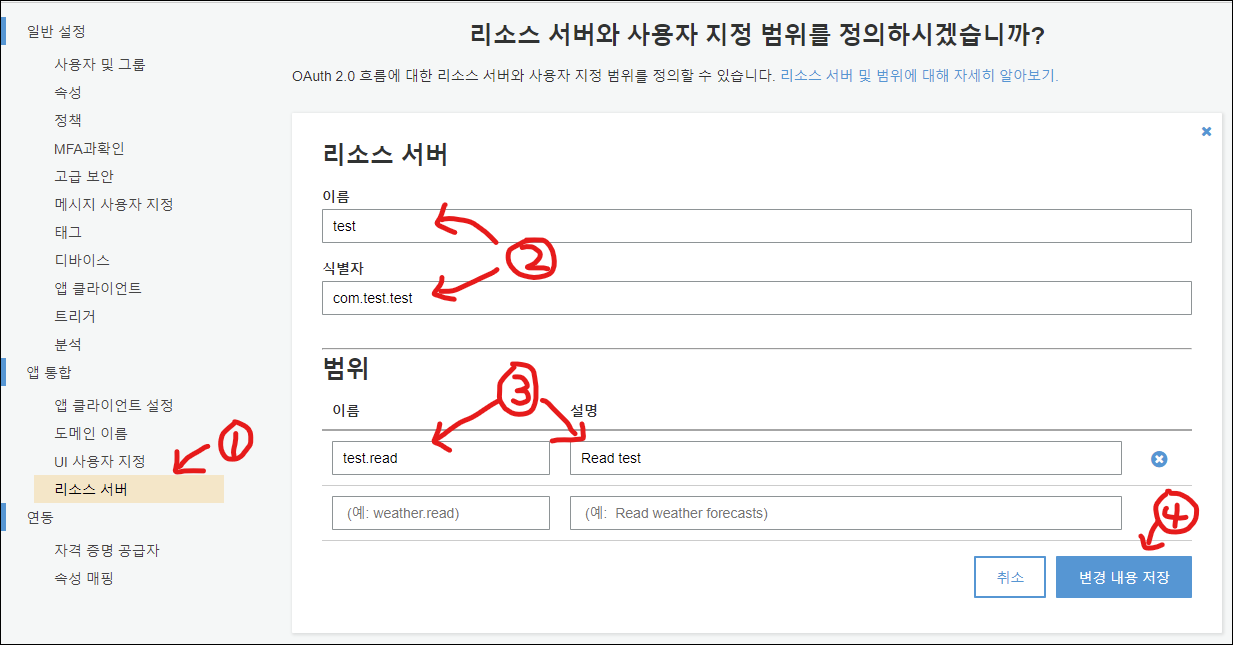 일반 설정
사용자 및 그룹
속성
정책
MFA과확인
고급 보안
메시지 사용자 지정
태그
디바이스
앱 클라이언트
트리거
분석
앱 통합
앱 클라이언트 설정
도메인 이름
UI 사용자 지정
리소스 서버
연동
자격 증명 공급자
속성 매핑
①
리소스 서버와 사용자 지정 범위를 정의하시겠습니까?
OAuth 2.0 흐름에 대한 리소스 서버와 사용자 지정 범위를 정의할 수 있습니다. 리소스 서버 및 범위에 대해 자세히 알아보기.
리소스 서버
이름
test
②
식별자
com.test.test
범위
③
이름 설명
test.read Read test
(예: weather.read) (예: Read weather forecasts)
④
취소 변경 내용 저장